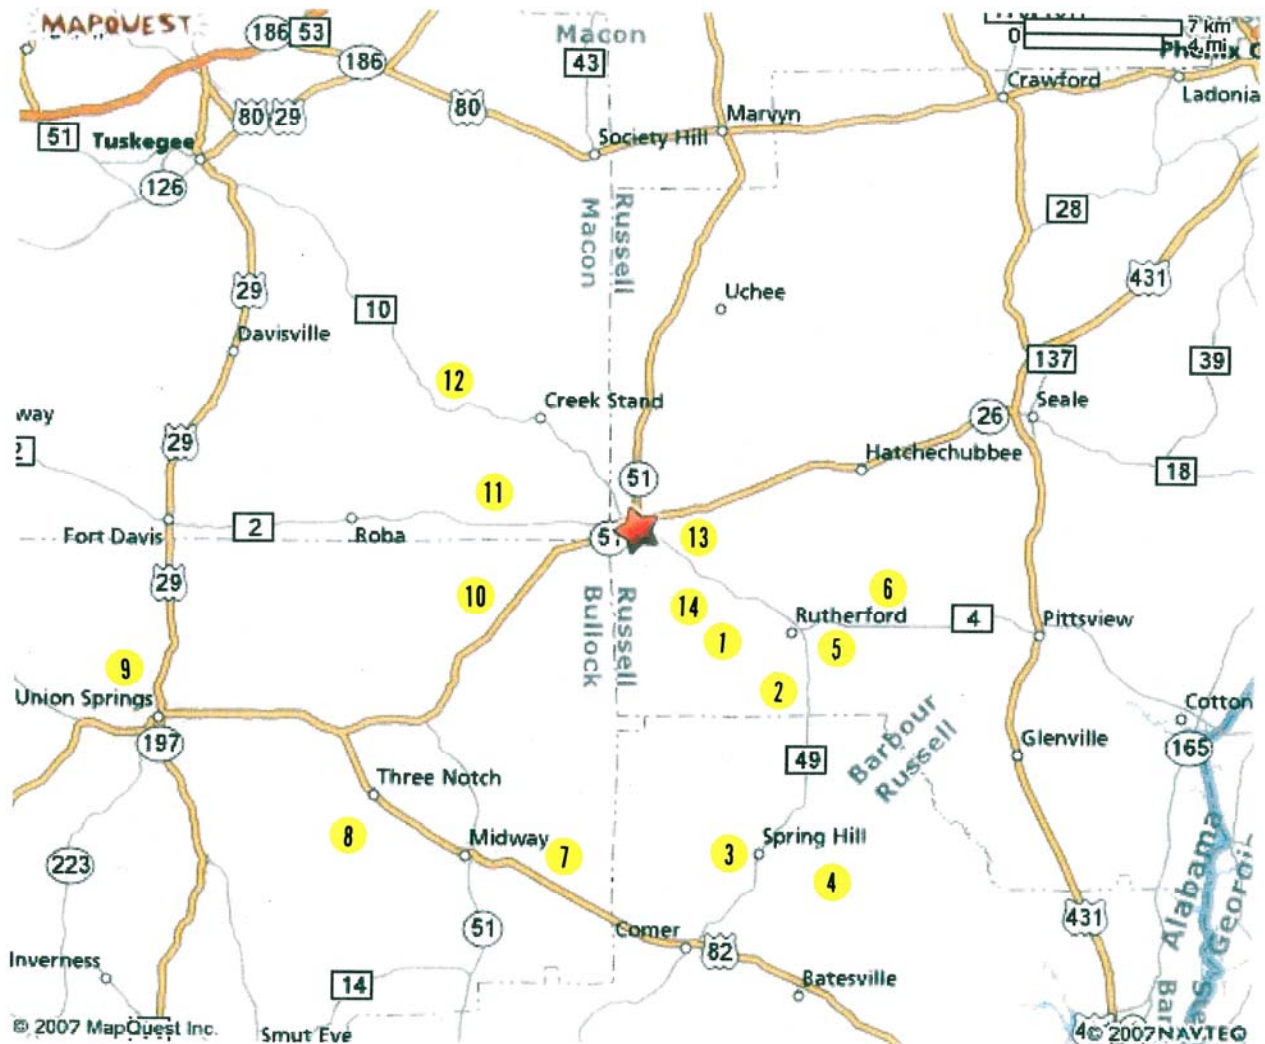 MAPQUEST
186
53
7 km
0
4 mi
Macon
186
43
Crawford
80
29
80
Marvyn
Ladonia
51
Tuskegee
Society Hill
126
Macon
Russell
28
29
Uchee
431
10
Davisville
137
39
12
Creek Stand
26
Seale
way
29
Hatchechubbee
51
18
11
Fort Davis
2
Roba
51
13
29
10
Bullock
Russell
14
6
Rutherford
4
Pittsview
1
5
9
2
Union Springs
Cotton
197
165
49
Barbour
Russell
Glenville
Three Notch
8
Midway
7
3
Spring Hill
4
223
Alabama
51
Comer
82
431
Inverness
14
Batesville
© 2007 MapQuest Inc.
Smut Eye
© 2007 NAVTEQ